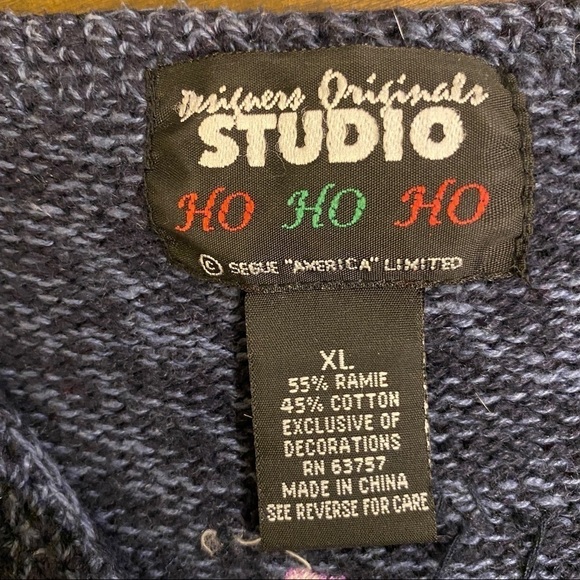 Designers Originals
STUDIO
HO HO HO
© SEGUE "AMERICA" LIMITED
XL
55% RAMIE
45% COTTON
EXCLUSIVE OF
DECORATIONS
RN 63757
MADE IN CHINA
SEE REVERSE FOR CARE